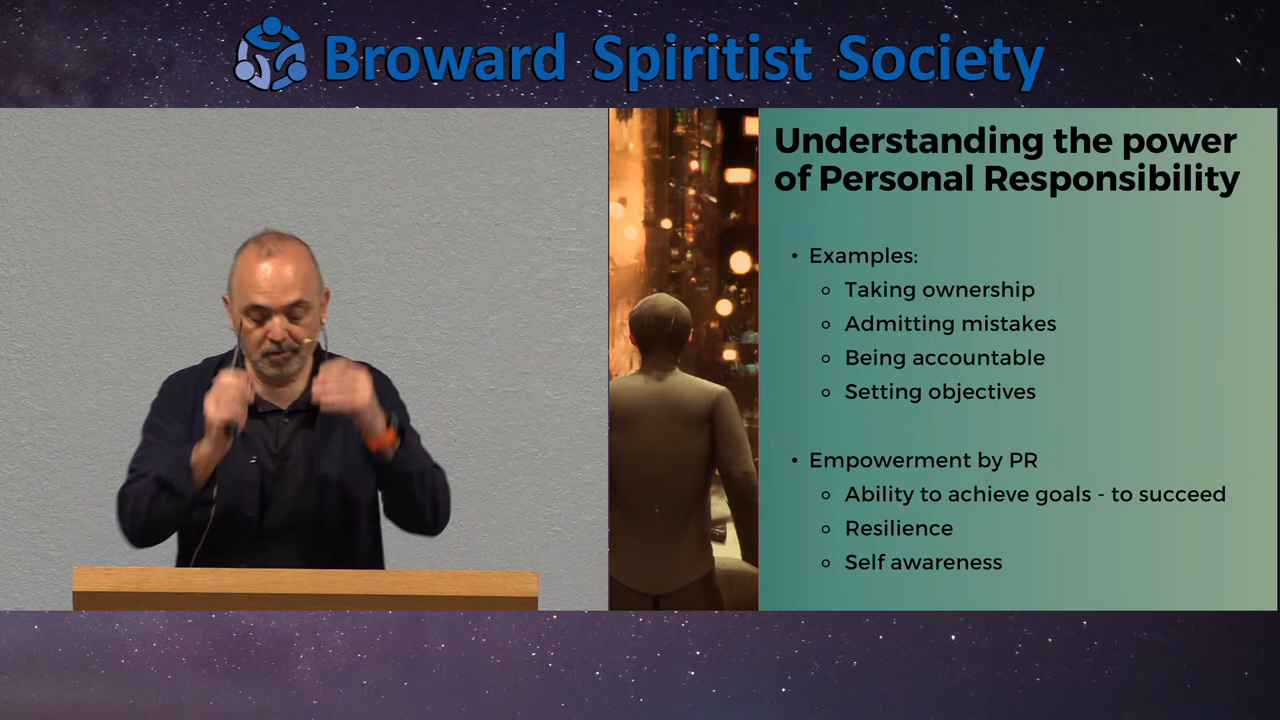 Broward Spiritist Society
Understanding the power
of Personal Responsibility
• Examples:
○ Taking ownership
○ Admitting mistakes
○ Being accountable
○ Setting objectives
• Empowerment by PR
○ Ability to achieve goals - to succeed
○ Resilience
○ Self awareness